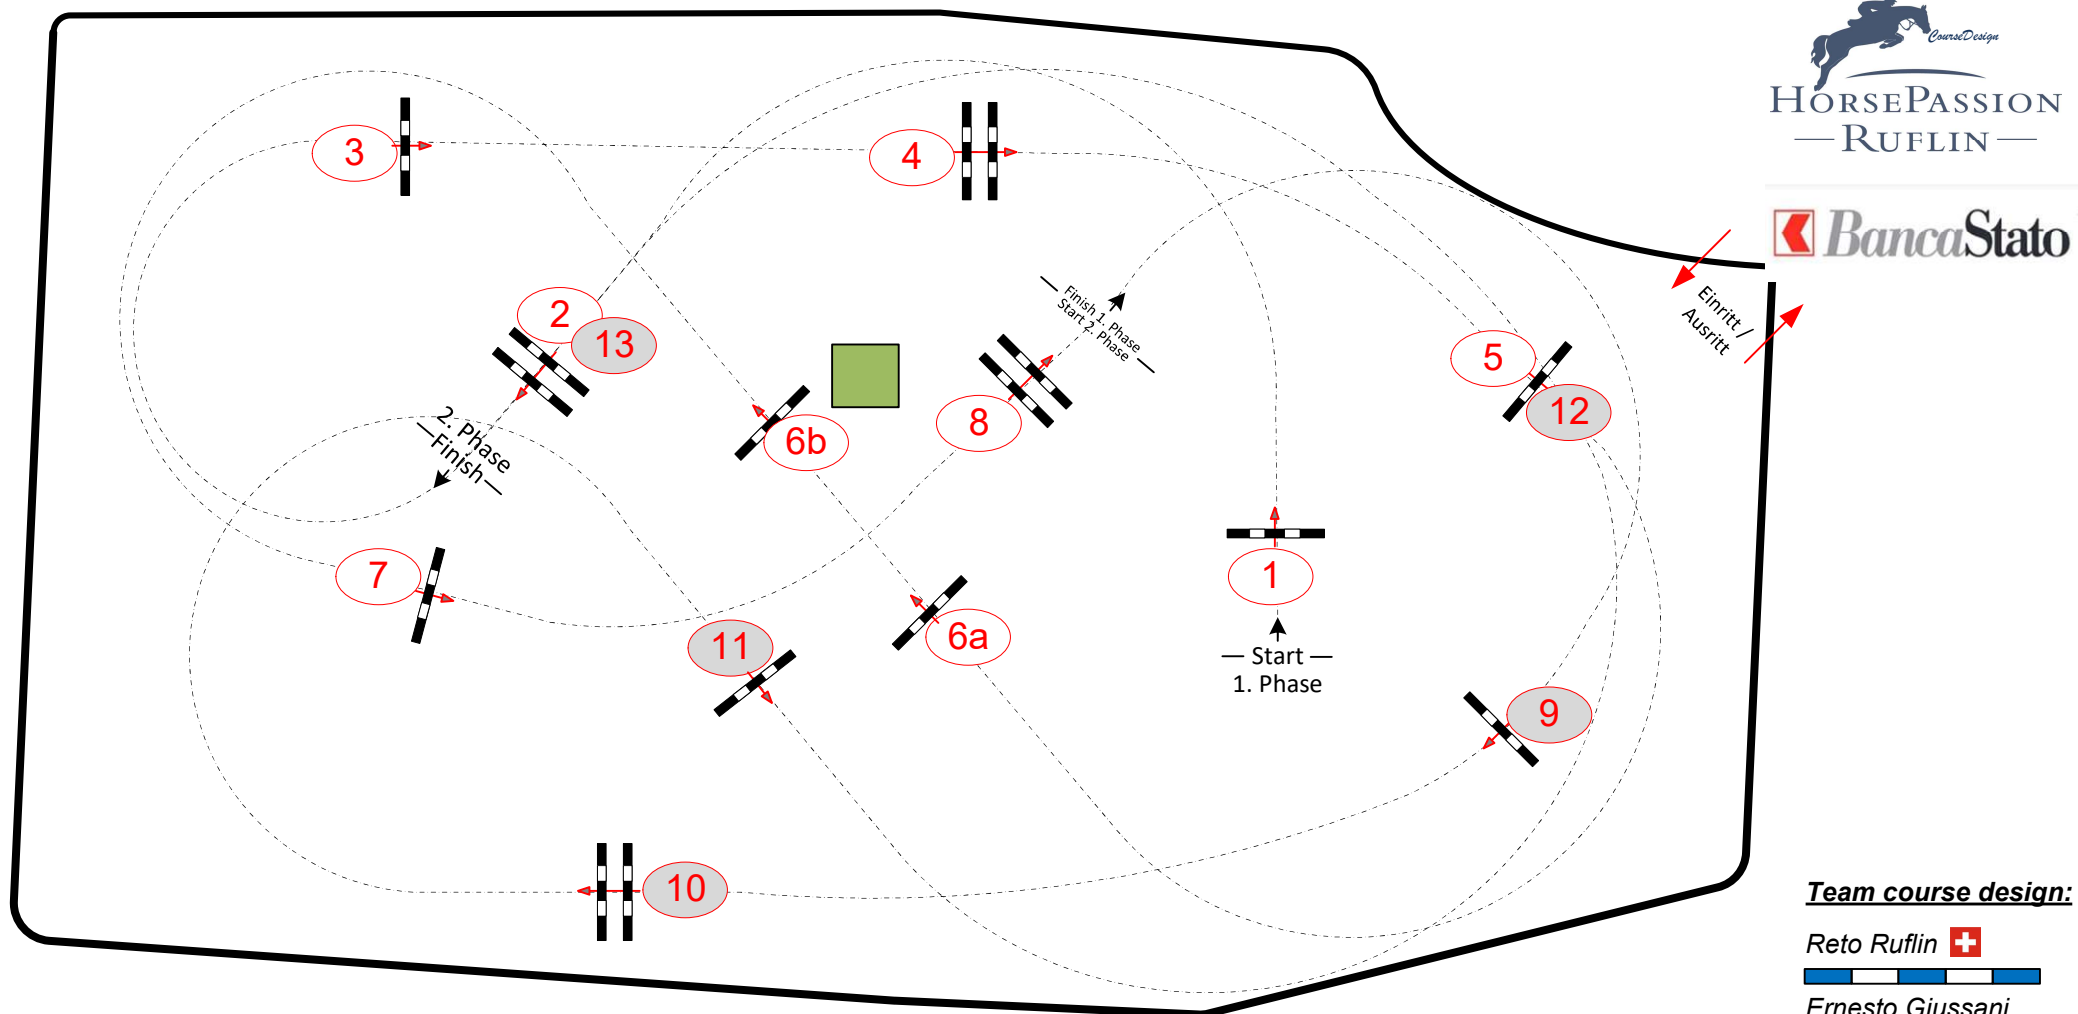 CourseDesign
HORSEPASSION
— RUFLIN —
BancaStato
3
4
2
13
Finish 1. Phase
Start 2. Phase
Einritt /
Ausritt
5
12
2. Phase
Finish
6b
8
7
1
11
6a
Start
1. Phase
9
10
Team course design:
Reto Ruflin
Ernesto Giussani